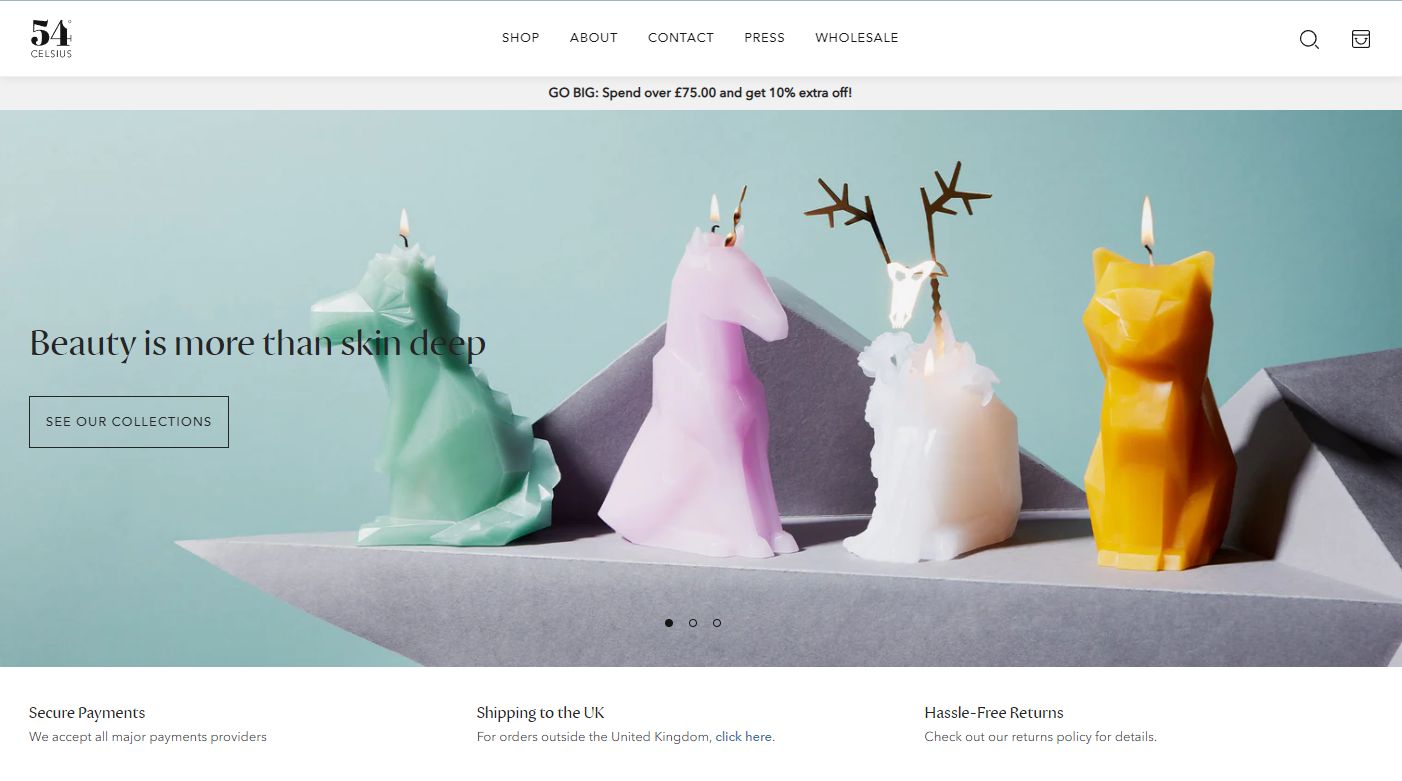 54°
CELSIUS
SHOP ABOUT CONTACT PRESS WHOLESALE
GO BIG: Spend over £75.00 and get 10% extra off!
Beauty is more than skin deep
SEE OUR COLLECTIONS
Secure Payments
We accept all major payments providers
Shipping to the UK
For orders outside the United Kingdom, click here.
Hassle-Free Returns
Check out our returns policy for details.